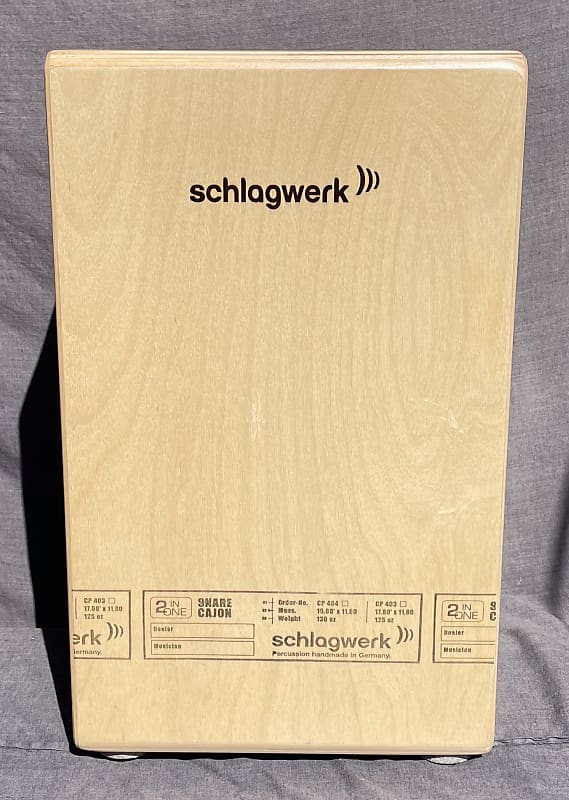 schlagwerk
CP 403
17.60' x 11.80
125 oz
erk
Germany.
2 IN ONE
SNARE CAJON
Dealer
Musician
Order-No. CP 404 CP 403
Meas. 19,60' x 11,80 17.60' x 11.80
Weight 130 oz 125 oz
schlagwerk
Percussion handmade in Germany.
2 IN ONE
S
C
Dealer
Musician